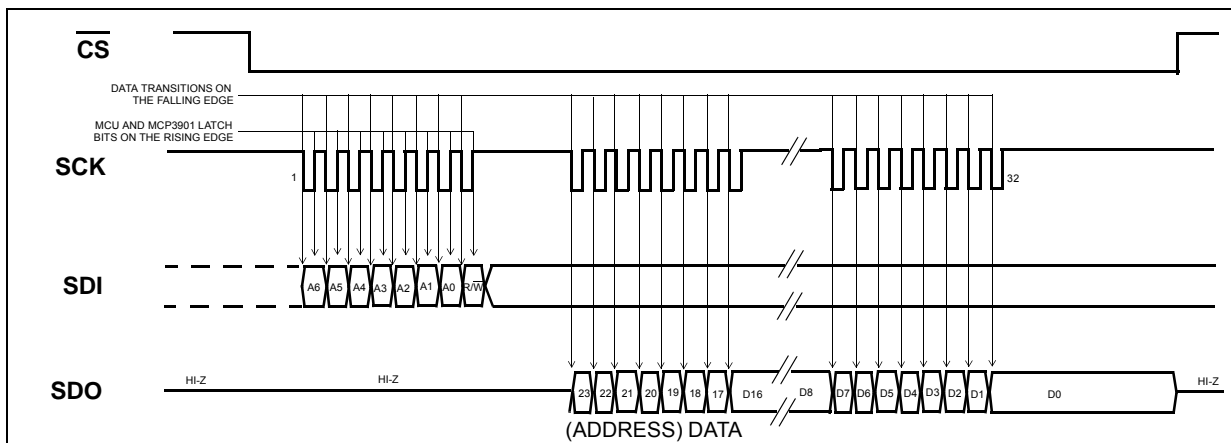 CS
DATA TRANSITIONS ON
THE FALLING EDGE
MCU AND MCP3901 LATCH
BITS ON THE RISING EDGE
SCK
1
32
SDI
A6 A5 A4 A3 A2 A1 A0 R/W
SDO
HI-Z HI-Z 23 22 21 20 19 18 17 D16 D8 D7 D6 D5 D4 D3 D2 D1 D0 HI-Z
(ADDRESS) DATA